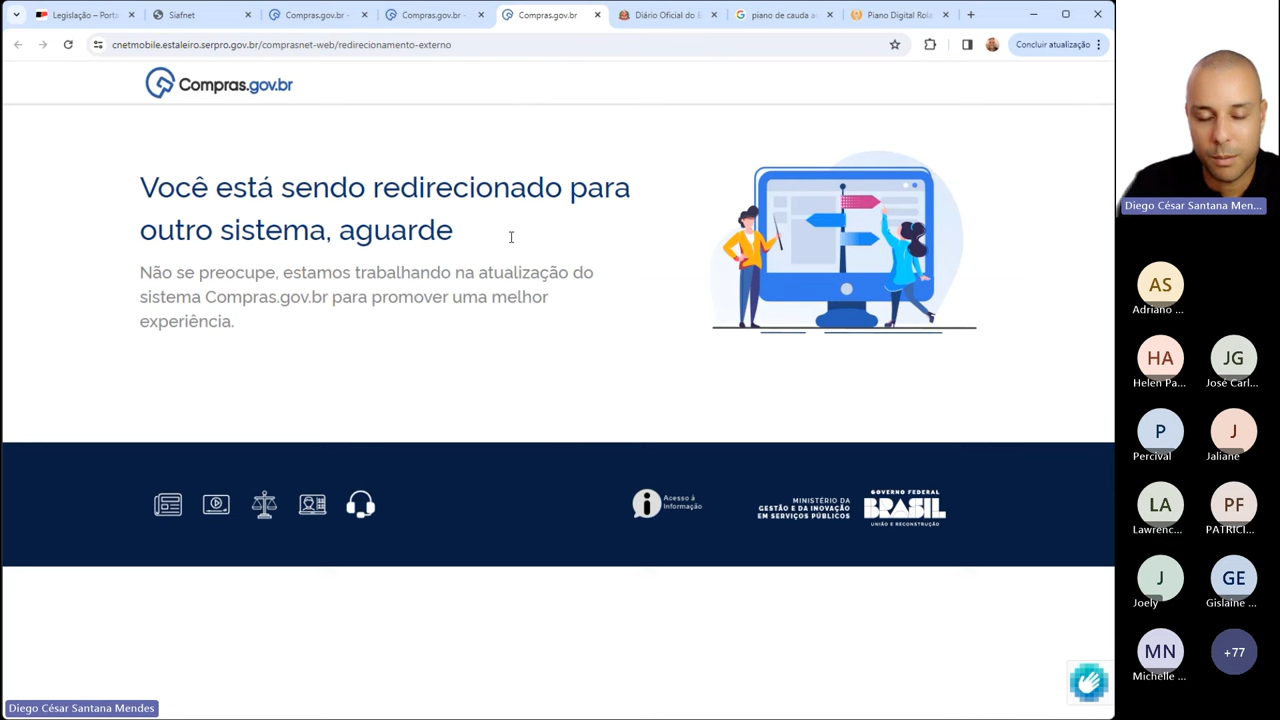 Legislação – Porta
Siafnet
Compras.gov.br -
Compras.gov.br -
Compras.gov.br
Diário Oficial do E
piano de cauda a
Piano Digital Rola
cnetmobile.estaleiro.serpro.gov.br/comprasnet-web/redirecionamento-externo
Concluir atualização
Compras.gov.br
Você está sendo redirecionado para
outro sistema, aguarde
Não se preocupe, estamos trabalhando na atualização do
sistema Compras.gov.br para promover uma melhor
experiência.
Acesso à
Informação
MINISTÉRIO DA
GESTÃO E DA INOVAÇÃO
EM SERVIÇOS PÚBLICOS
GOVERNO FEDERAL
BRASIL
UNIÃO E RECONSTRUÇÃO
Diego César Santana Mendes
Diego César Santana Men...
AS
Adriano ...
HA
Helen Pa...
JG
José Carl...
P
Percival
J
Jaliane
LA
Lawrenc...
PF
PATRICI...
J
Joely
GE
Gislaine ...
MN
Michelle ...
+77